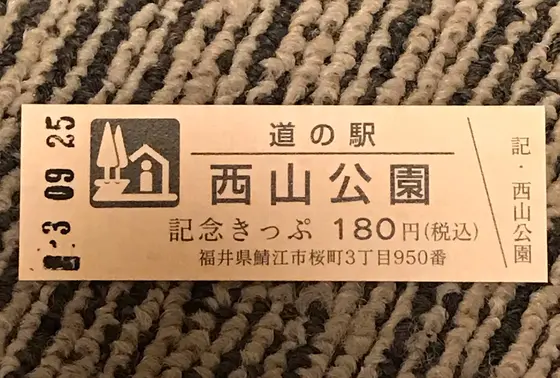 3 09 25
道の駅
西山公園
記念きっぷ 180円(税込)
福井県鯖江市桜町3丁目950番
記・西山公園